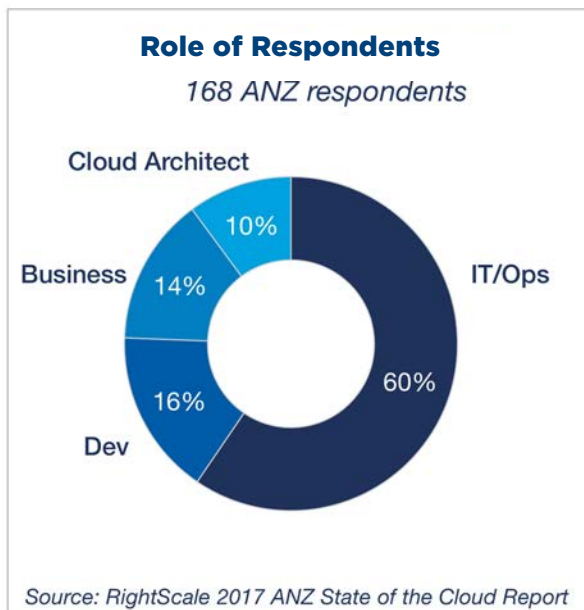 Role of Respondents
168 ANZ respondents
Cloud Architect
10%
Business
14%
IT/Ops
60%
16%
Dev
Source: RightScale 2017 ANZ State of the Cloud Report